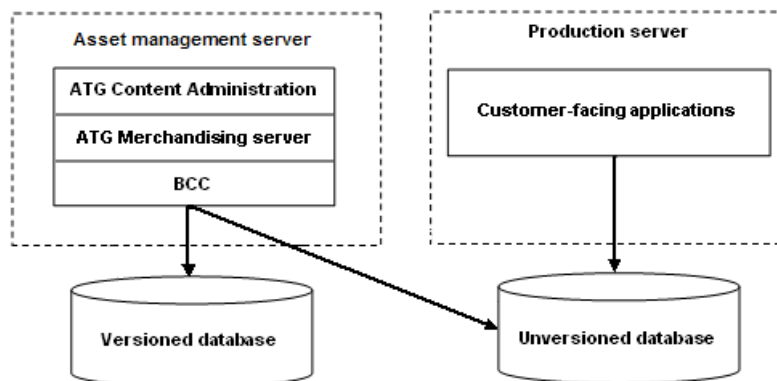 Asset management server
ATG Content Administration
ATG Merchandising server
BCC
Production server
Customer-facing applications
Versioned database
Unversioned database